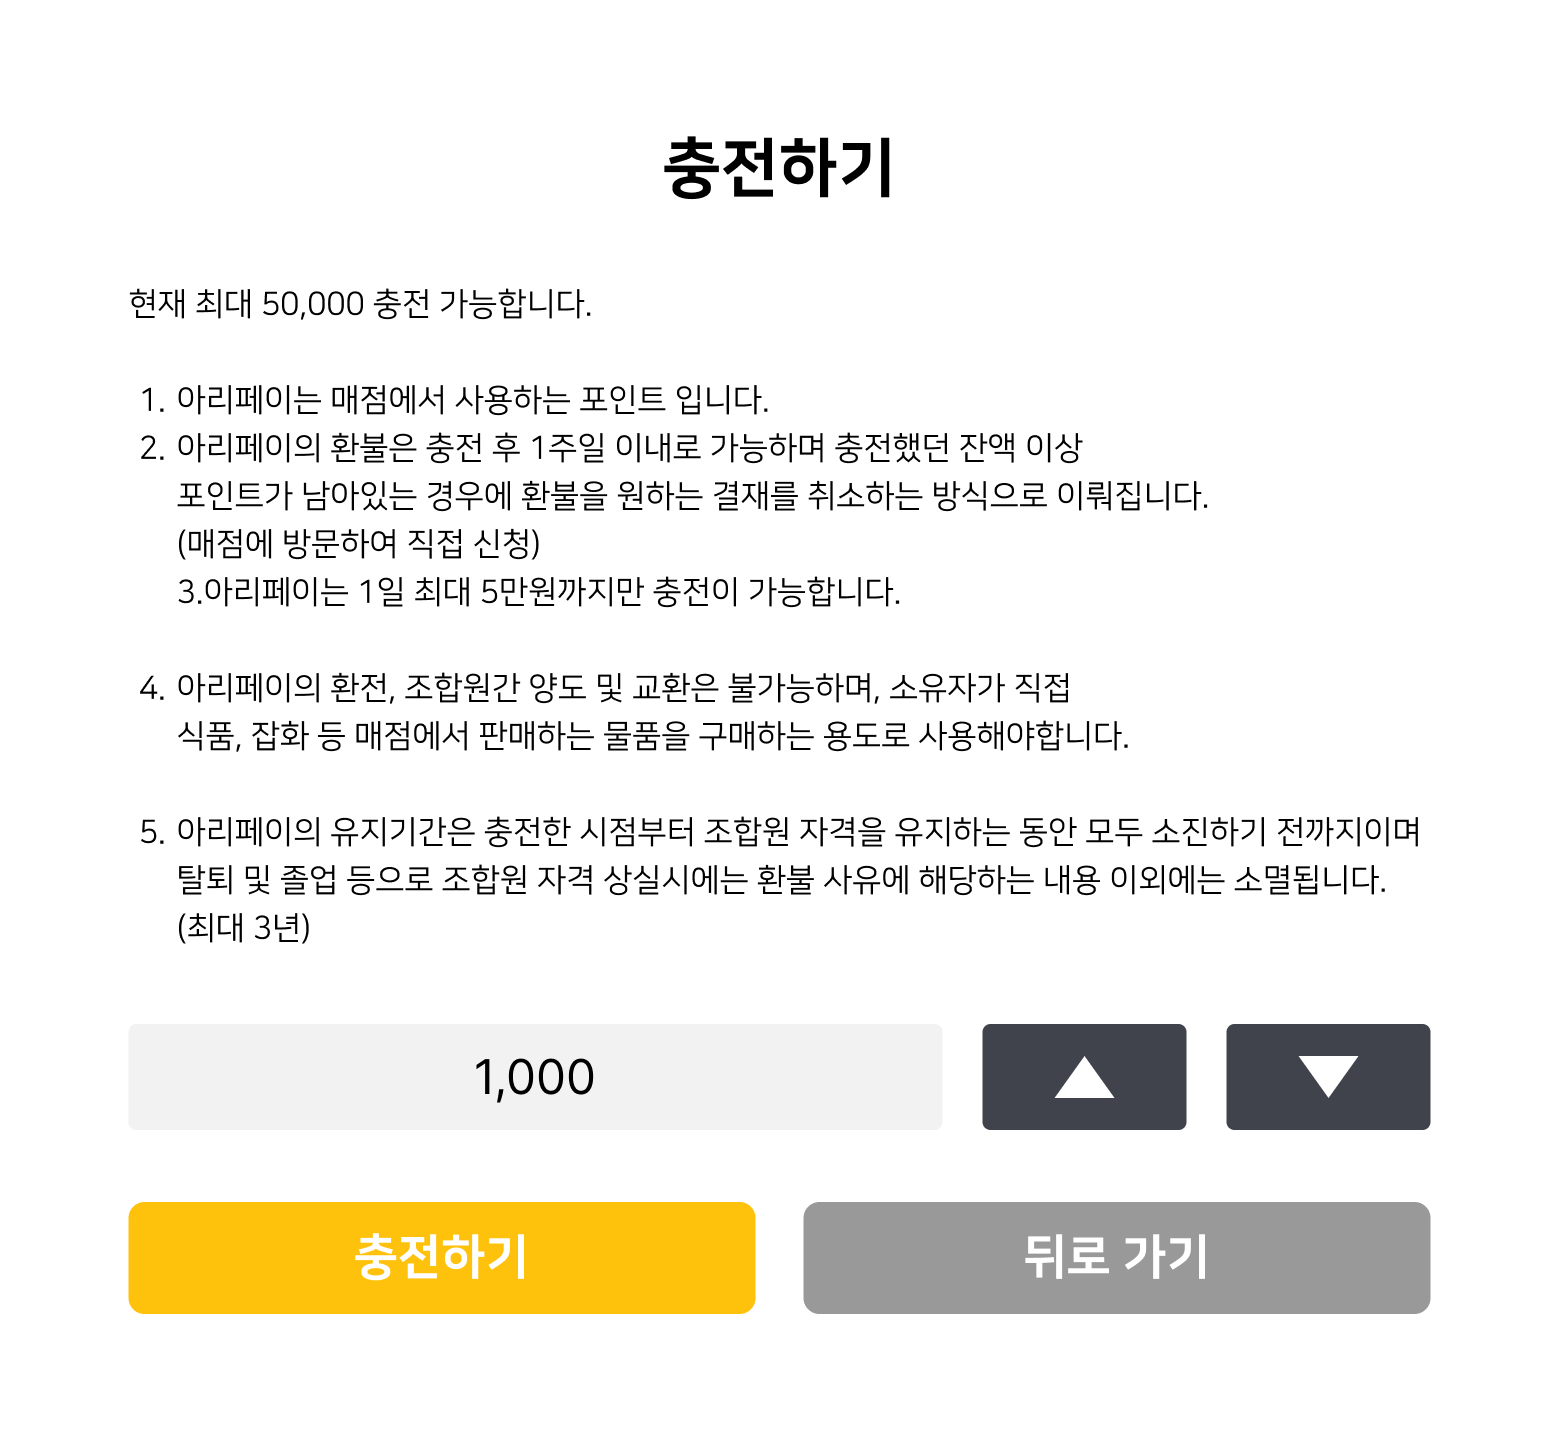 충전하기
현재 최대 50,000 충전 가능합니다.
1. 아리페이는 매점에서 사용하는 포인트 입니다.
2. 아리페이의 환불은 충전 후 1주일 이내로 가능하며 충전했던 잔액 이상
포인트가 남아있는 경우에 환불을 원하는 결재를 취소하는 방식으로 이뤄집니다.
(매점에 방문하여 직접 신청)
3.아리페이는 1일 최대 5만원까지만 충전이 가능합니다.
4. 아리페이의 환전, 조합원간 양도 및 교환은 불가능하며, 소유자가 직접
식품, 잡화 등 매점에서 판매하는 물품을 구매하는 용도로 사용해야합니다.
5. 아리페이의 유지기간은 충전한 시점부터 조합원 자격을 유지하는 동안 모두 소진하기 전까지이며
탈퇴 및 졸업 등으로 조합원 자격 상실시에는 환불 사유에 해당하는 내용 이외에는 소멸됩니다.
(최대 3년)
1,000
충전하기 뒤로 가기